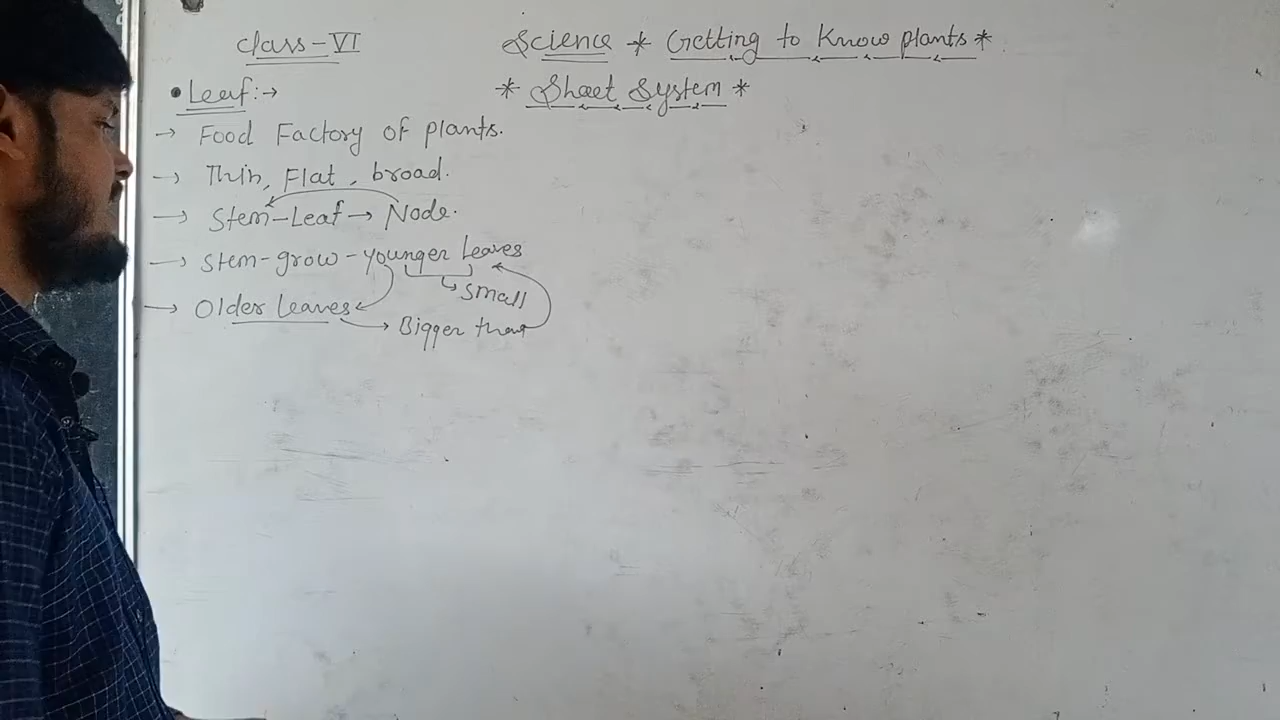 Class-VI
Science * Getting to Know plants *
* Shoot System *
• Leaf:→
→ Food Factory of plants.
→ Thin, Flat, broad.
→ Stem-Leaf → Node.
→ Stem-grow-younger Leaves
↳ Small
→ Older Leaves
→ Bigger than